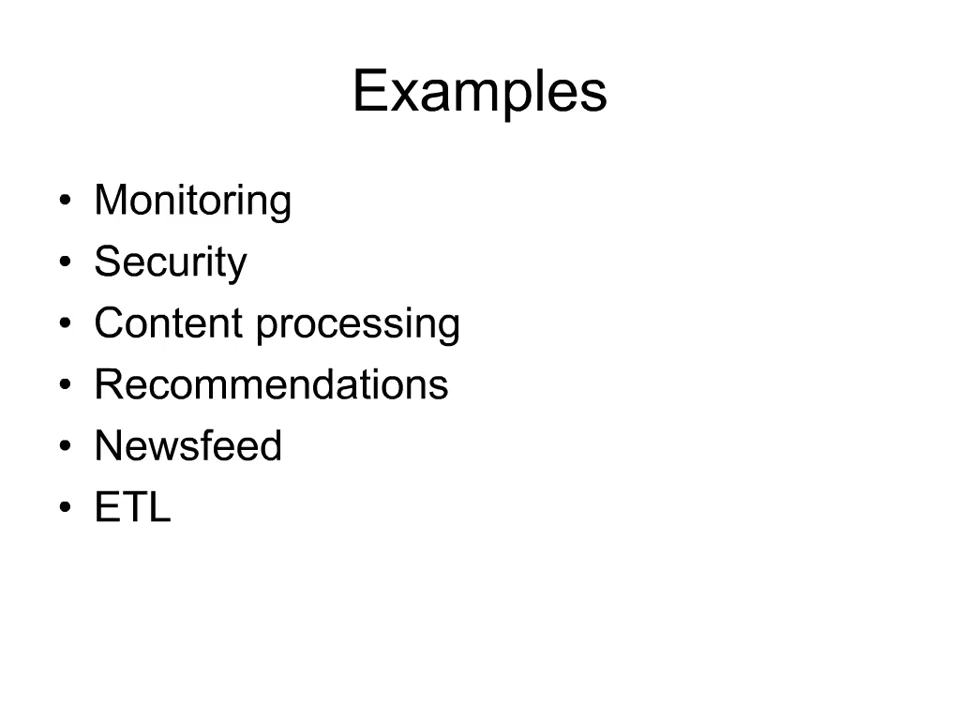 Examples
• Monitoring
• Security
• Content processing
• Recommendations
• Newsfeed
• ETL